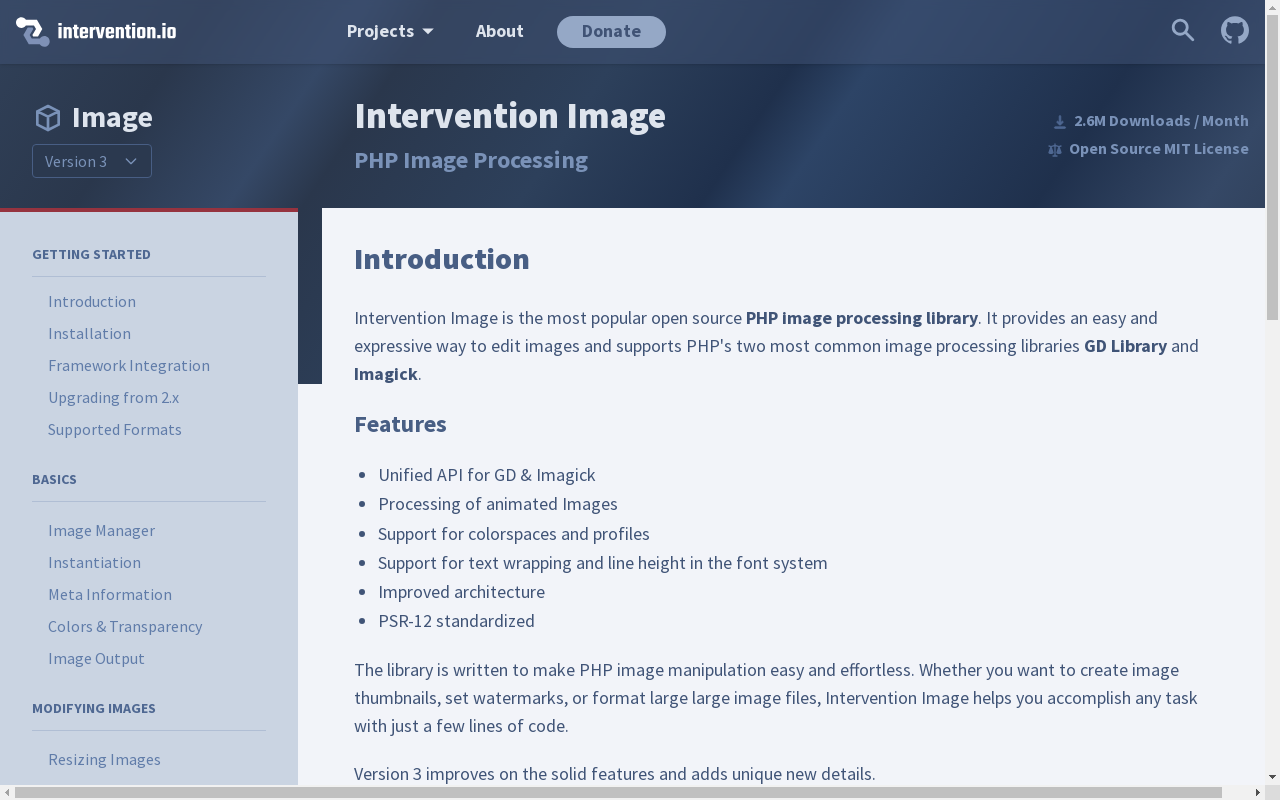 intervention.io
Projects
About
Donate
Image
Version 3
Intervention Image
PHP Image Processing
2.6M Downloads / Month
Open Source MIT License
GETTING STARTED
Introduction
Installation
Framework Integration
Upgrading from 2.x
Supported Formats
BASICS
Image Manager
Instantiation
Meta Information
Colors & Transparency
Image Output
MODIFYING IMAGES
Resizing Images
Introduction
Intervention Image is the most popular open source PHP image processing library. It provides an easy and
expressive way to edit images and supports PHP's two most common image processing libraries GD Library and
Imagick.
Features
Unified API for GD & Imagick
Processing of animated Images
Support for colorspaces and profiles
Support for text wrapping and line height in the font system
Improved architecture
PSR-12 standardized
The library is written to make PHP image manipulation easy and effortless. Whether you want to create image
thumbnails, set watermarks, or format large large image files, Intervention Image helps you accomplish any task
with just a few lines of code.
Version 3 improves on the solid features and adds unique new details.